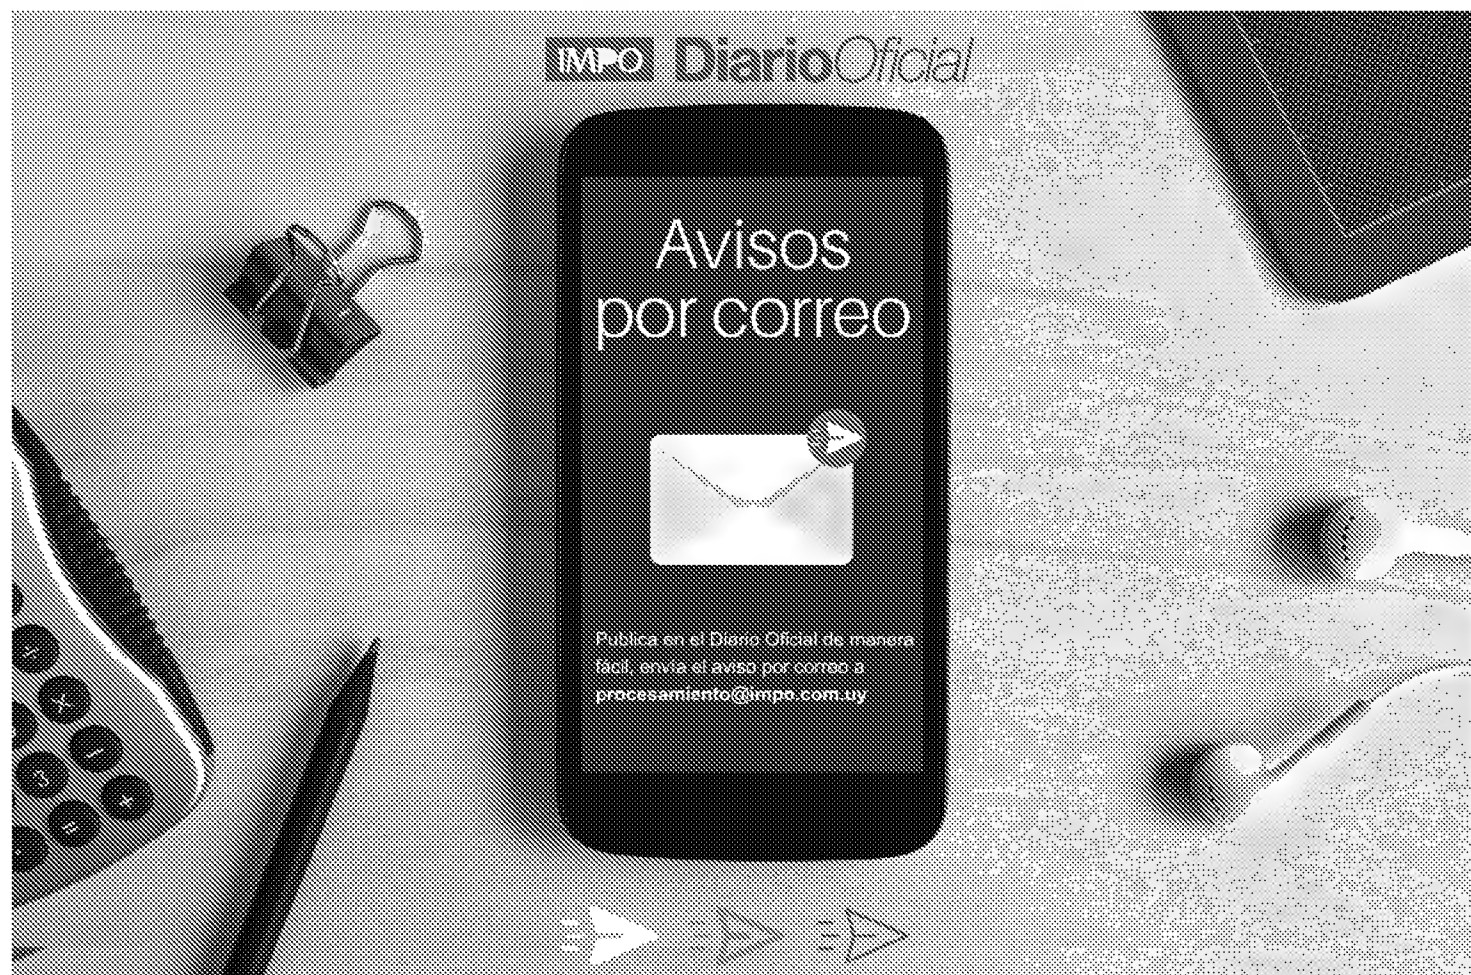 IMPO DiarioOficial
Avisos
por correo
Publica en el Diario Oficial de manera
fácil, envía el aviso por correo a
procesamiento@impo.com.uy